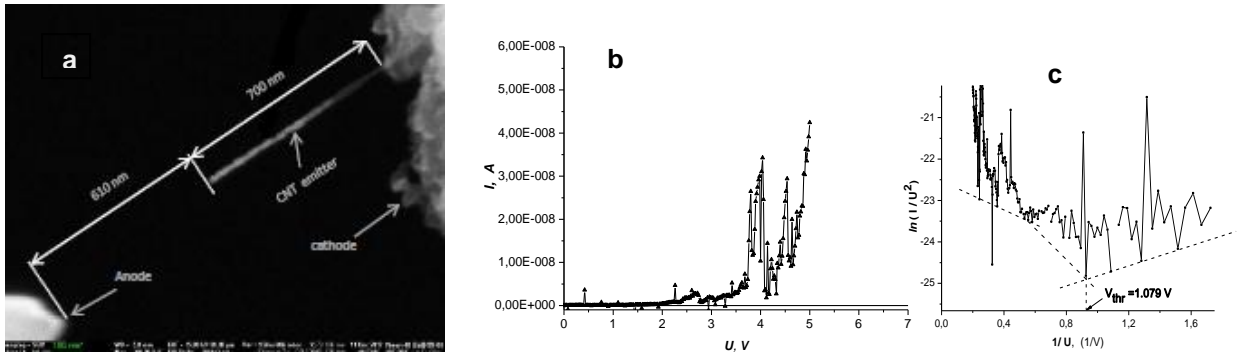 a
700 nm
610 nm
CNT emitter
cathode
Anode
b
6,00E-008
5,00E-008
4,00E-008
3,00E-008
2,00E-008
1,00E-008
0,00E+000
I, A
0 1 2 3 4 5 6 7
U, V
c
-21
-22
-23
-24
-25
ln(I / U²)
V_thr =1.079 V
0,0 0,4 0,8 1,2 1,6
1/ U, (1/V)